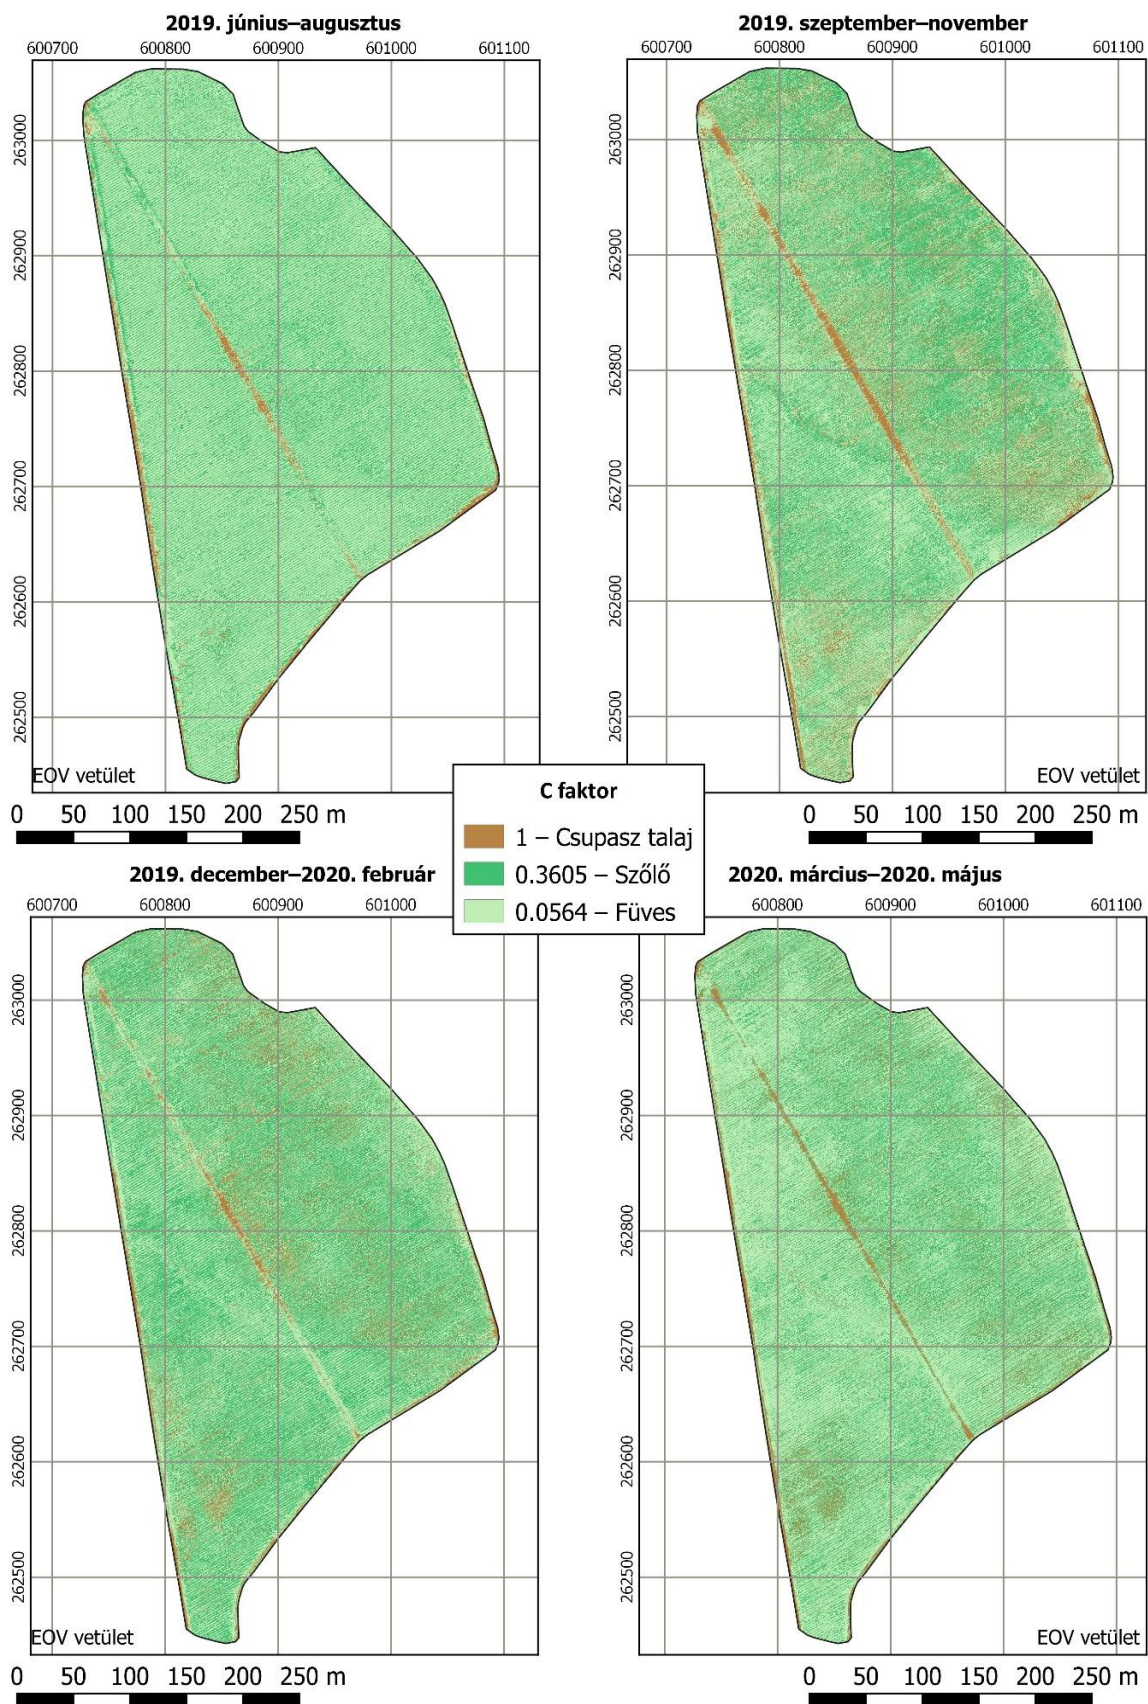 2019. június–augusztus
600700 600800 600900 601000 601100
263000
262900
262800
262700
262600
262500
EOV vetület
0 50 100 150 200 250 m
2019. szeptember–november
600700 600800 600900 601000 601100
263000
262900
262800
262700
262600
262500
EOV vetület
0 50 100 150 200 250 m
C faktor
1 – Csupasz talaj
0.3605 – Szőlő
0.0564 – Füves
2019. december–2020. február
600700 600800 600900 601000
263000
262900
262800
262700
262600
262500
EOV vetület
0 50 100 150 200 250 m
2020. március–2020. május
600800 600900 601000 601100
263000
262900
262800
262700
262600
262500
EOV vetület
0 50 100 150 200 250 m